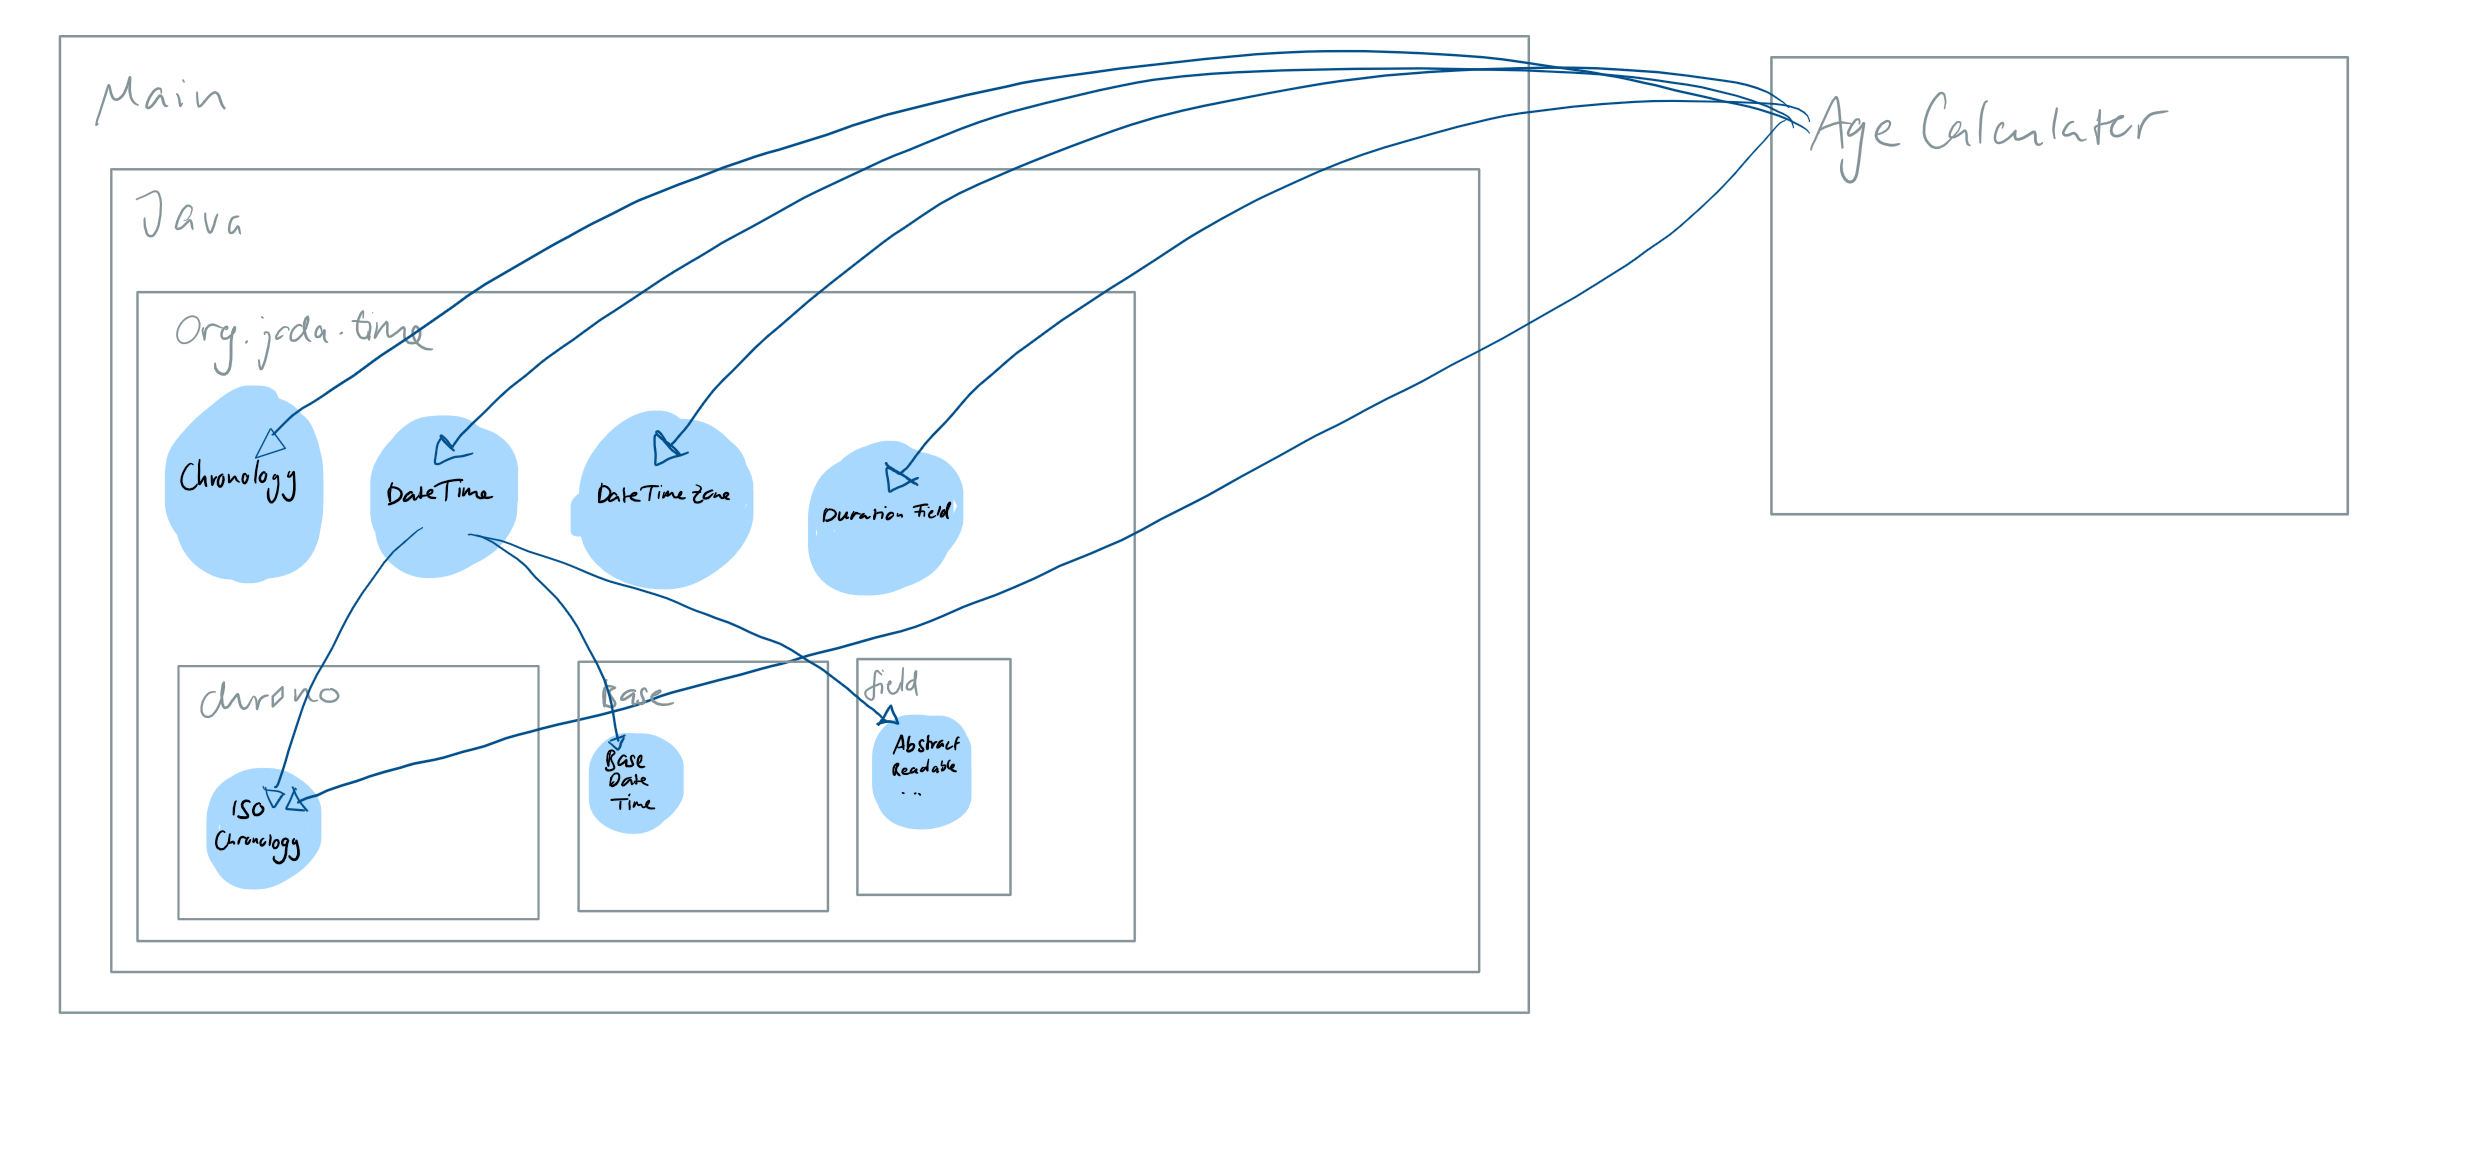 Main
Age Calculater
Java
Org.joda.time
Chronology
DateTime
DateTime Zone
Duration Field
chrono
Base
field
Base
Date
Time
Abstract
Readable
...
ISO
Chronology